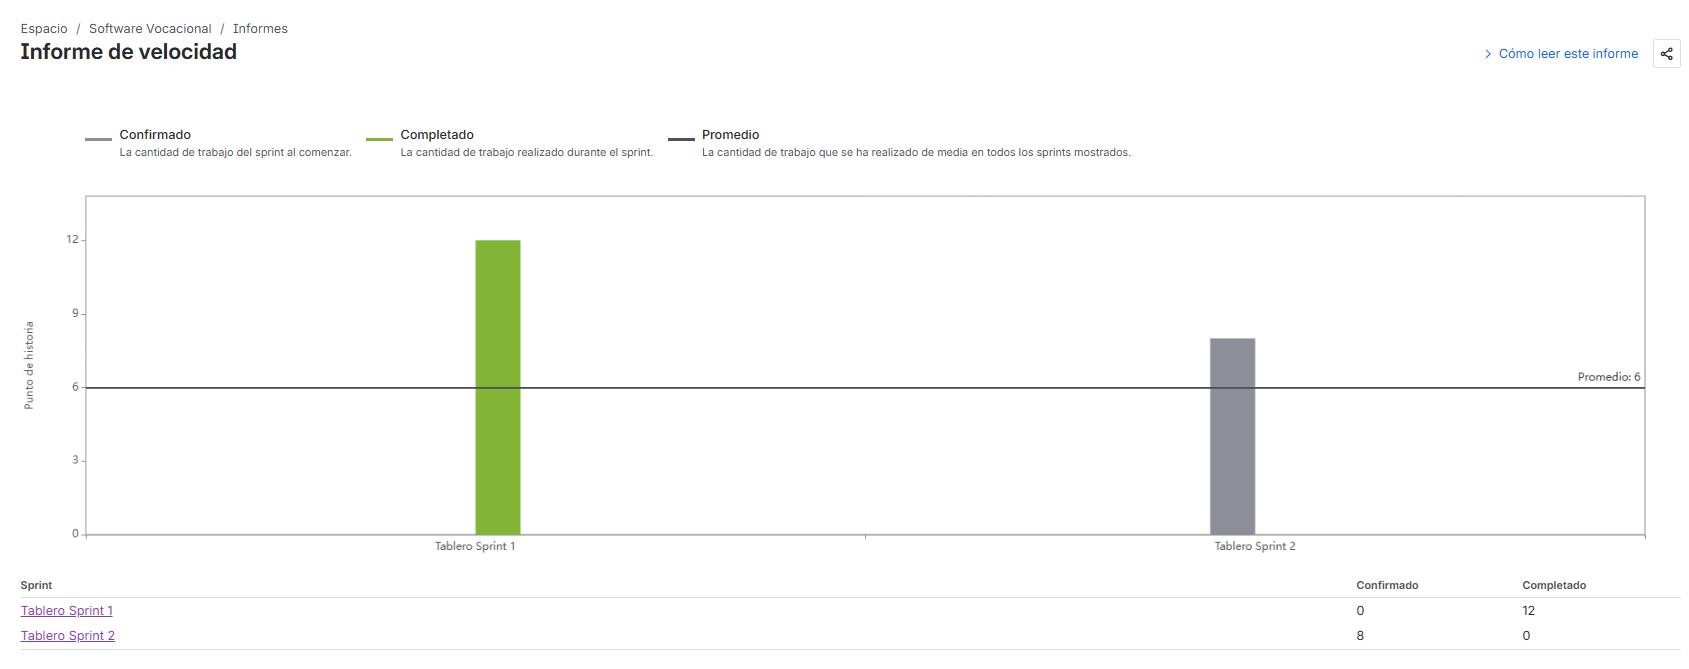 Espacio / Software Vocacional / Informes
Informe de velocidad
Cómo leer este informe
Confirmado
La cantidad de trabajo del sprint al comenzar.
Completado
La cantidad de trabajo realizado durante el sprint.
Promedio
La cantidad de trabajo que se ha realizado de media en todos los sprints mostrados.
Punto de historia
12
9
6
3
0
Promedio: 6
Tablero Sprint 1
Tablero Sprint 2
Sprint Confirmado Completado
Tablero Sprint 1 0 12
Tablero Sprint 2 8 0